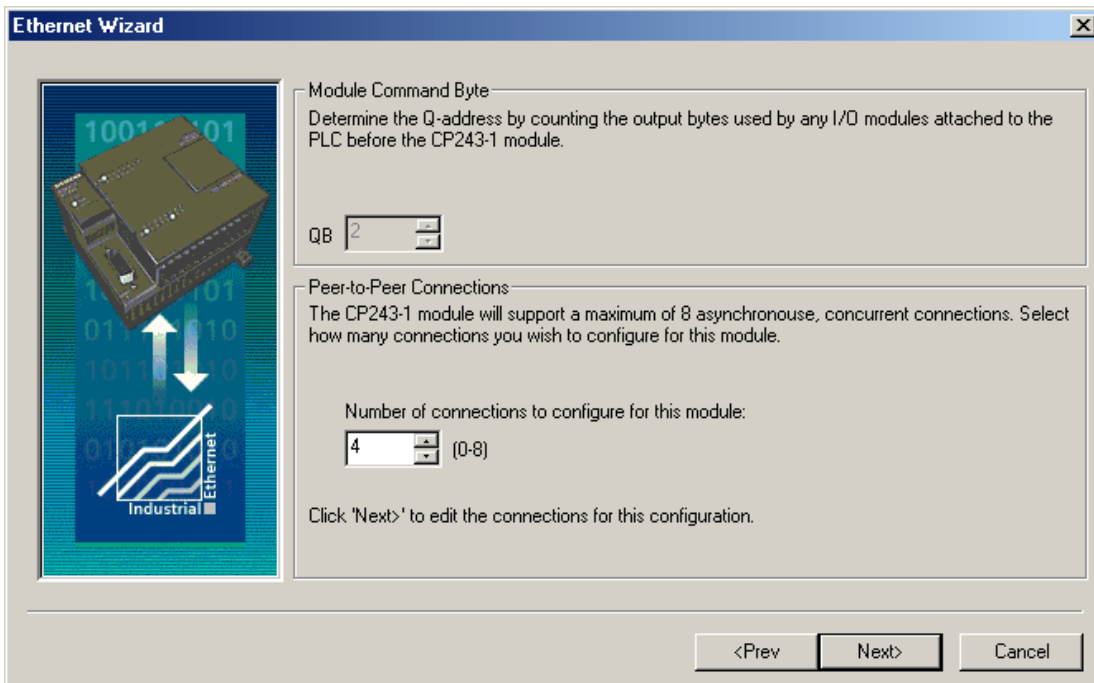 Ethernet Wizard
Module Command Byte
Determine the Q-address by counting the output bytes used by any I/O modules attached to the
PLC before the CP243-1 module.
QB 2
Peer-to-Peer Connections
The CP243-1 module will support a maximum of 8 asynchronouse, concurrent connections. Select
how many connections you wish to configure for this module.
Number of connections to configure for this module:
4 (0-8)
Click 'Next>' to edit the connections for this configuration.
Industrial
Ethernet
<Prev
Next>
Cancel